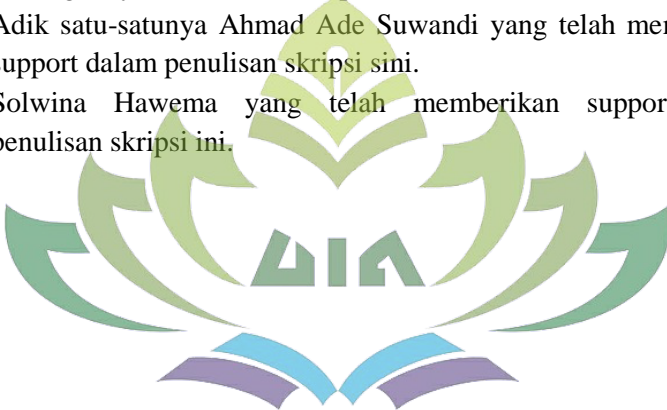 Adik satu-satunya Ahmad Ade Suwandi yang telah mer
support dalam penulisan skripsi sini.
Solwina Hawema yang telah memberikan suppor
penulisan skripsi ini.
UIN